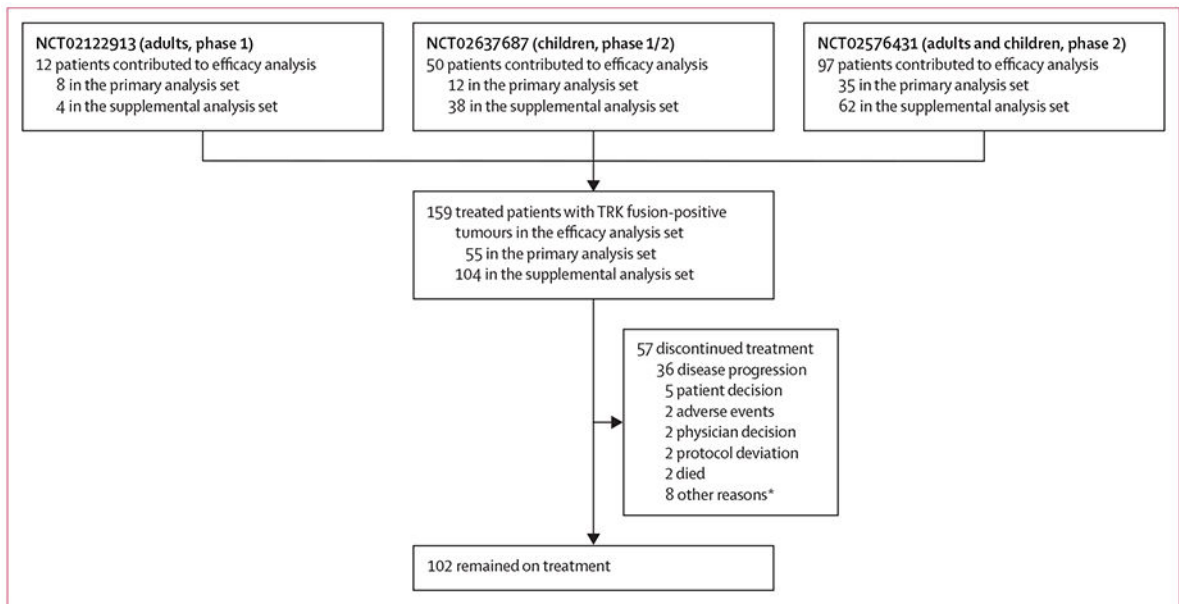 NCT02122913 (adults, phase 1)
12 patients contributed to efficacy analysis
8 in the primary analysis set
4 in the supplemental analysis set
NCT02637687 (children, phase 1/2)
50 patients contributed to efficacy analysis
12 in the primary analysis set
38 in the supplemental analysis set
NCT02576431 (adults and children, phase 2)
97 patients contributed to efficacy analysis
35 in the primary analysis set
62 in the supplemental analysis set
159 treated patients with TRK fusion-positive
tumours in the efficacy analysis set
55 in the primary analysis set
104 in the supplemental analysis set
57 discontinued treatment
36 disease progression
5 patient decision
2 adverse events
2 physician decision
2 protocol deviation
2 died
8 other reasons*
102 remained on treatment